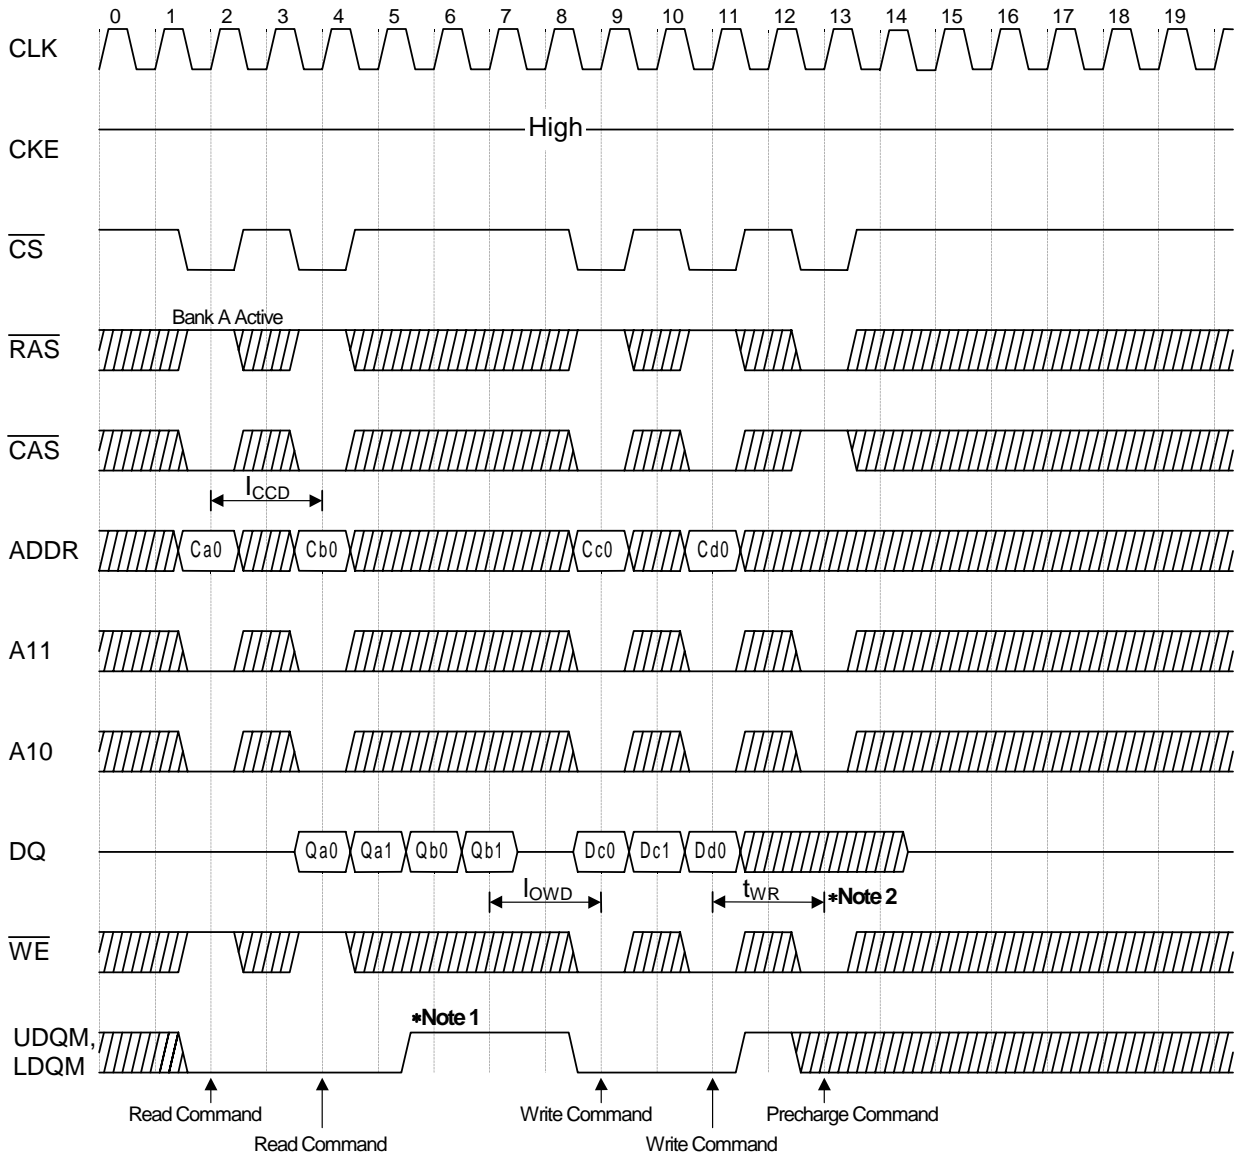 0 1 2 3 4 5 6 7 8 9 10 11 12 13 14 15 16 17 18 19
CLK
High
CKE
CS
Bank A Active
RAS
CAS
lCCD
ADDR Ca0 Cb0 Cc0 Cd0
A11
A10
DQ Qa0 Qa1 Qb0 Qb1 Dc0 Dc1 Dd0
lOWD tWR *Note 2
WE
*Note 1
UDQM,
LDQM
Read Command Write Command Precharge Command
Read Command Write Command